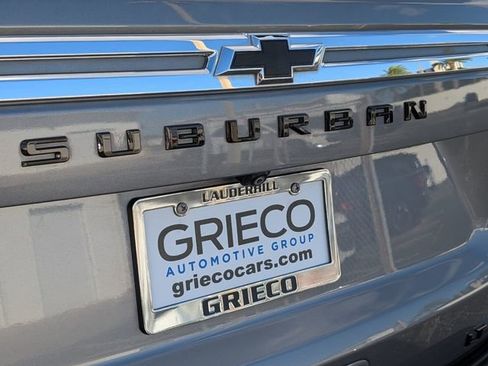 SUBURBAN
LAUDERHILL
GRIECO
AUTOMOTIVE GROUP
griecocars.com
GRIECO